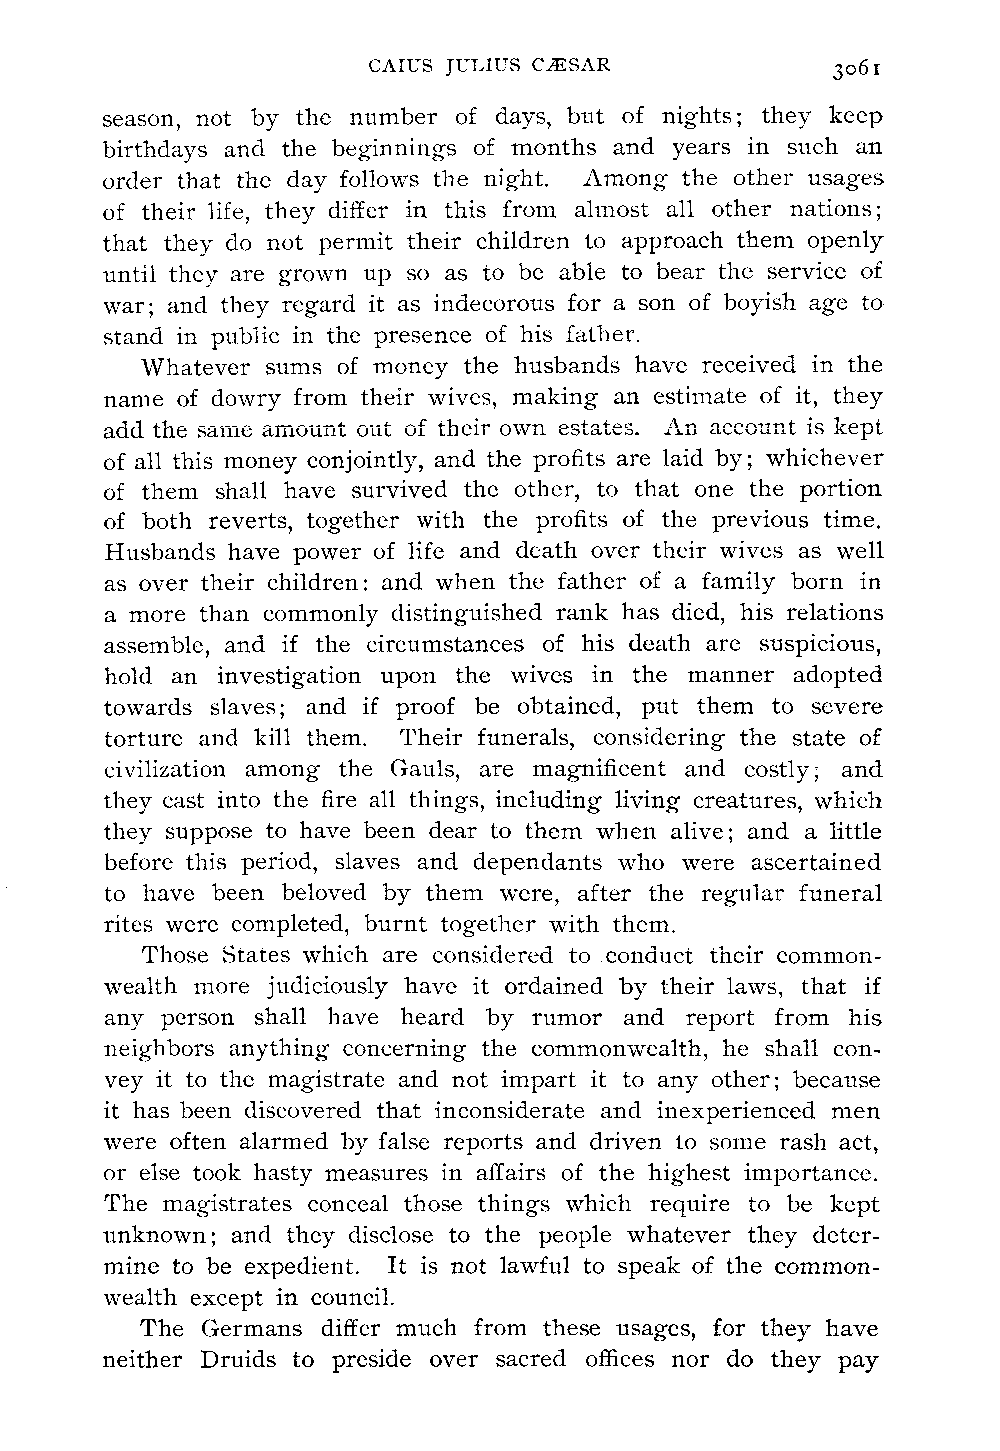 CAIUS JULIUS CÆSAR 3061
season, not by the number of days, but of nights; they keep
birthdays and the beginnings of months and years in such an
order that the day follows the night. Among the other usages
of their life, they differ in this from almost all other nations;
that they do not permit their children to approach them openly
until they are grown up so as to be able to bear the service of
war; and they regard it as indecorous for a son of boyish age to
stand in public in the presence of his father.
Whatever sums of money the husbands have received in the
name of dowry from their wives, making an estimate of it, they
add the same amount out of their own estates. An account is kept
of all this money conjointly, and the profits are laid by; whichever
of them shall have survived the other, to that one the portion
of both reverts, together with the profits of the previous time.
Husbands have power of life and death over their wives as well
as over their children: and when the father of a family born in
a more than commonly distinguished rank has died, his relations
assemble, and if the circumstances of his death are suspicious,
hold an investigation upon the wives in the manner adopted
towards slaves; and if proof be obtained, put them to severe
torture and kill them. Their funerals, considering the state of
civilization among the Gauls, are magnificent and costly; and
they cast into the fire all things, including living creatures, which
they suppose to have been dear to them when alive; and a little
before this period, slaves and dependants who were ascertained
to have been beloved by them were, after the regular funeral
rites were completed, burnt together with them.
Those States which are considered to conduct their common-
wealth more judiciously have it ordained by their laws, that if
any person shall have heard by rumor and report from his
neighbors anything concerning the commonwealth, he shall con-
vey it to the magistrate and not impart it to any other; because
it has been discovered that inconsiderate and inexperienced men
were often alarmed by false reports and driven to some rash act,
or else took hasty measures in affairs of the highest importance.
The magistrates conceal those things which require to be kept
unknown; and they disclose to the people whatever they deter-
mine to be expedient. It is not lawful to speak of the common-
wealth except in council.
The Germans differ much from these usages, for they have
neither Druids to preside over sacred offices nor do they pay